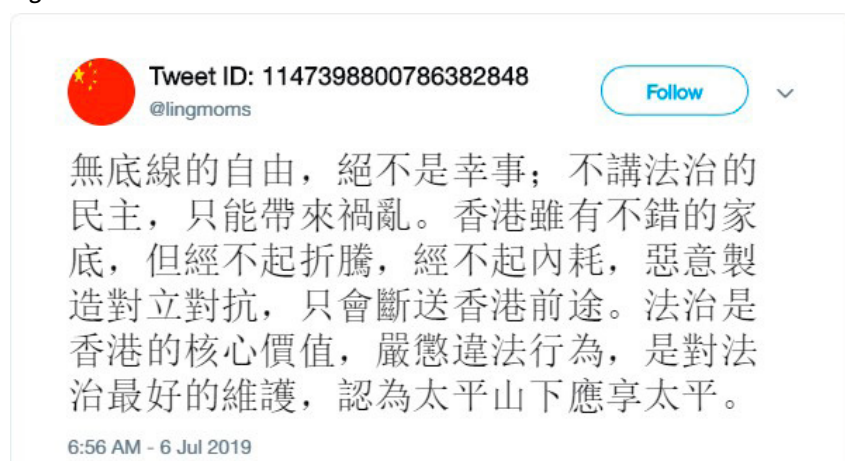 Tweet ID: 1147398800786382848
@lingmoms
Follow
無底線的自由，絕不是幸事；不講法治的
民主，只能帶來禍亂。香港雖有不錯的家
底，但經不起折騰，經不起內耗，惡意製
造對立對抗，只會斷送香港前途。法治是
香港的核心價值，嚴懲違法行為，是對法
治最好的維護，認為太平山下應享太平。
6:56 AM - 6 Jul 2019